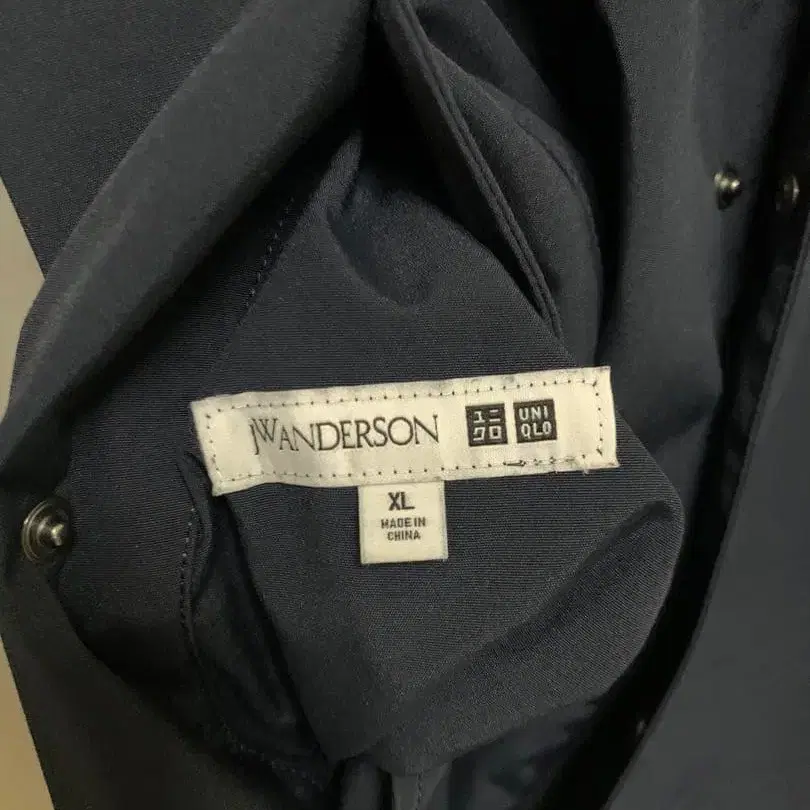 JWANDERSON
ユニ UNI
クロ QLO
XL
MADE IN
CHINA